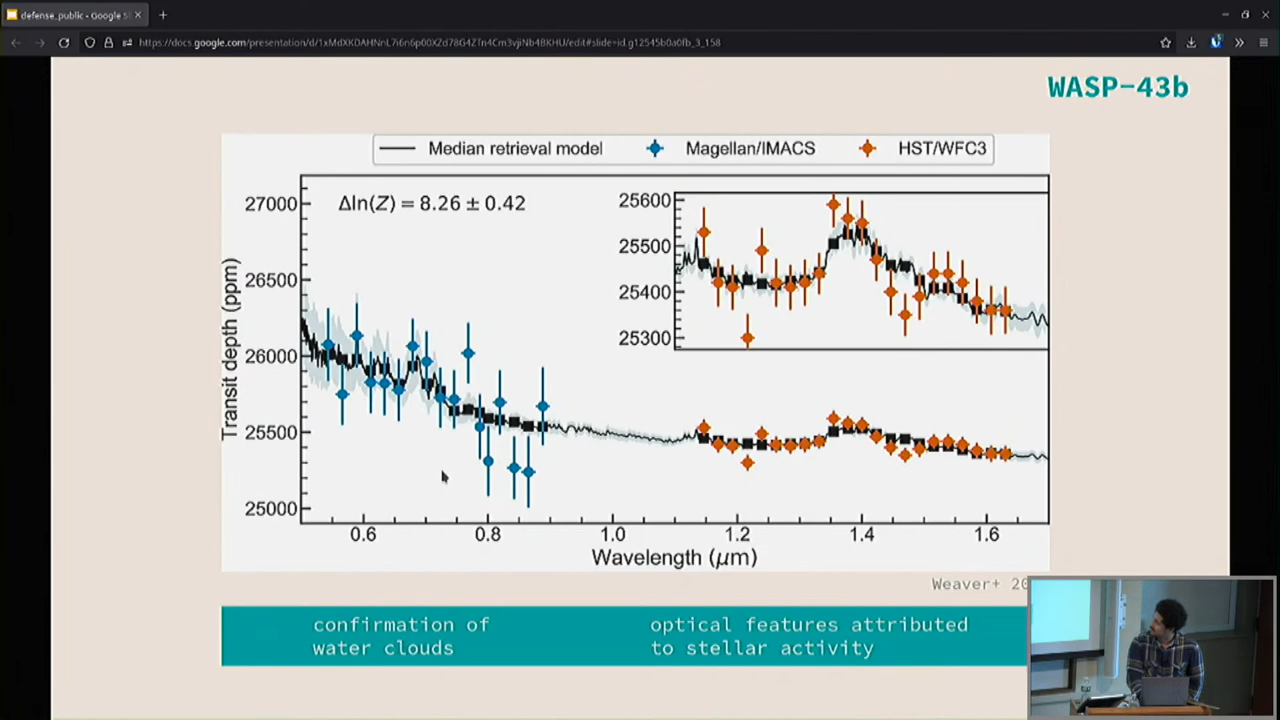 defense_public - Google Sl
https://docs.google.com/presentation/d/1xMdXKDAHNnL7i6n6p00XZd78G4ZTn4Cm3vjiNb4BKHU/edit#slide=id.g12545b0a0fb_3_158
WASP-43b
Median retrieval model Magellan/IMACS HST/WFC3
Δln(Z) = 8.26 ± 0.42
27000
26500
26000
25500
25000
Transit depth (ppm)
25600
25500
25400
25300
0.6 0.8 1.0 1.2 1.4 1.6
Wavelength (μm)
Weaver+ 20
confirmation of
water clouds
optical features attributed
to stellar activity